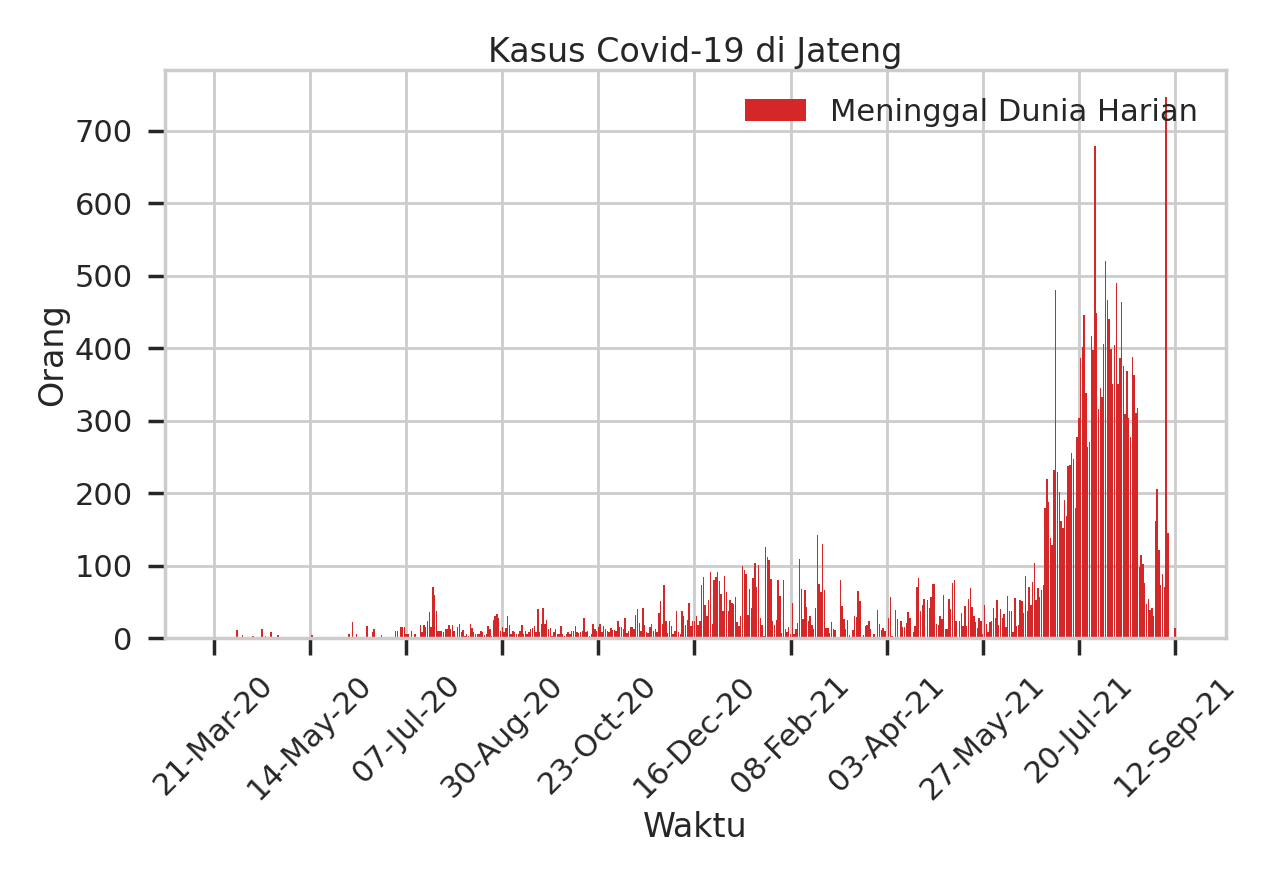 Kasus Covid-19 di Jateng
Meninggal Dunia Harian
700
600
500
400
300
200
100
0
Orang
21-Mar-20
14-May-20
07-Jul-20
30-Aug-20
23-Oct-20
16-Dec-20
08-Feb-21
03-Apr-21
27-May-21
20-Jul-21
12-Sep-21
Waktu